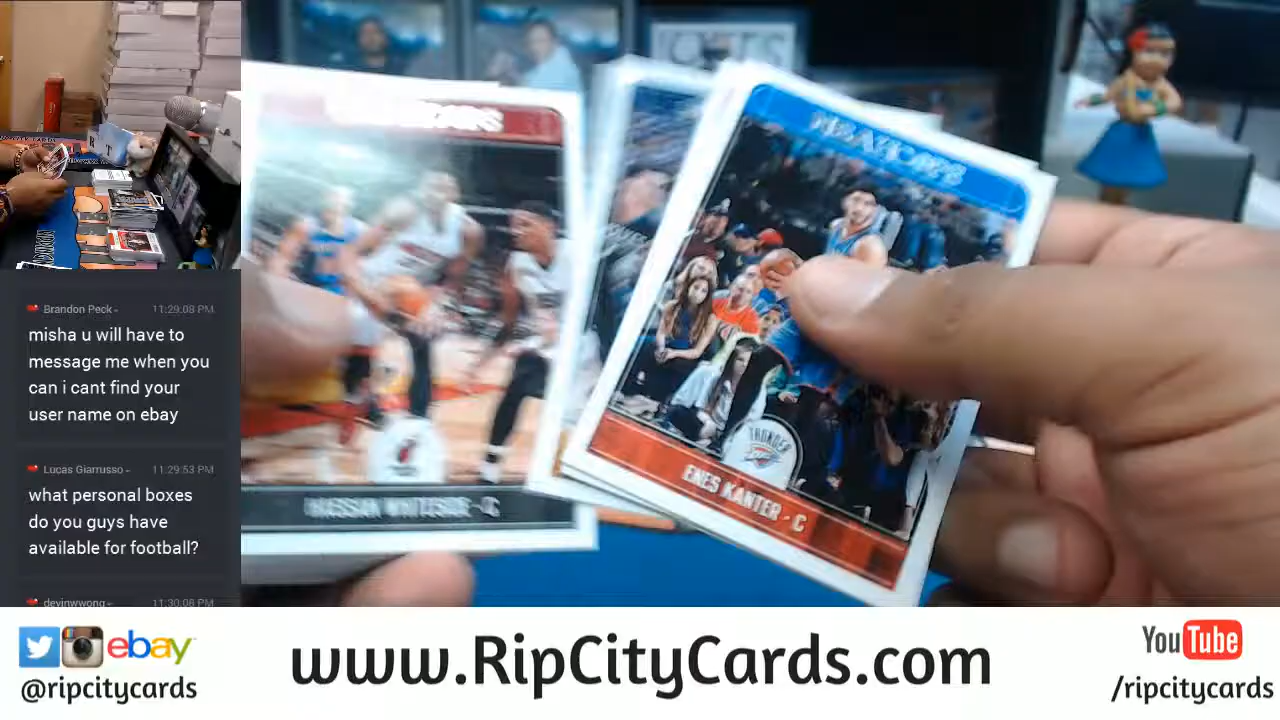 Brandon Peck 11:29:08 PM
misha u will have to
message me when you
can i cant find your
user name on ebay
Lucas Giarrusso 11:29:53 PM
what personal boxes
do you guys have
available for football?
devinwwong 11:30:06 PM
HASSAN WHITESIDE - C
THUNDER
ENES KANTER - C
ebay
@ripcitycards
www.RipCityCards.com
YouTube
/ripcitycards